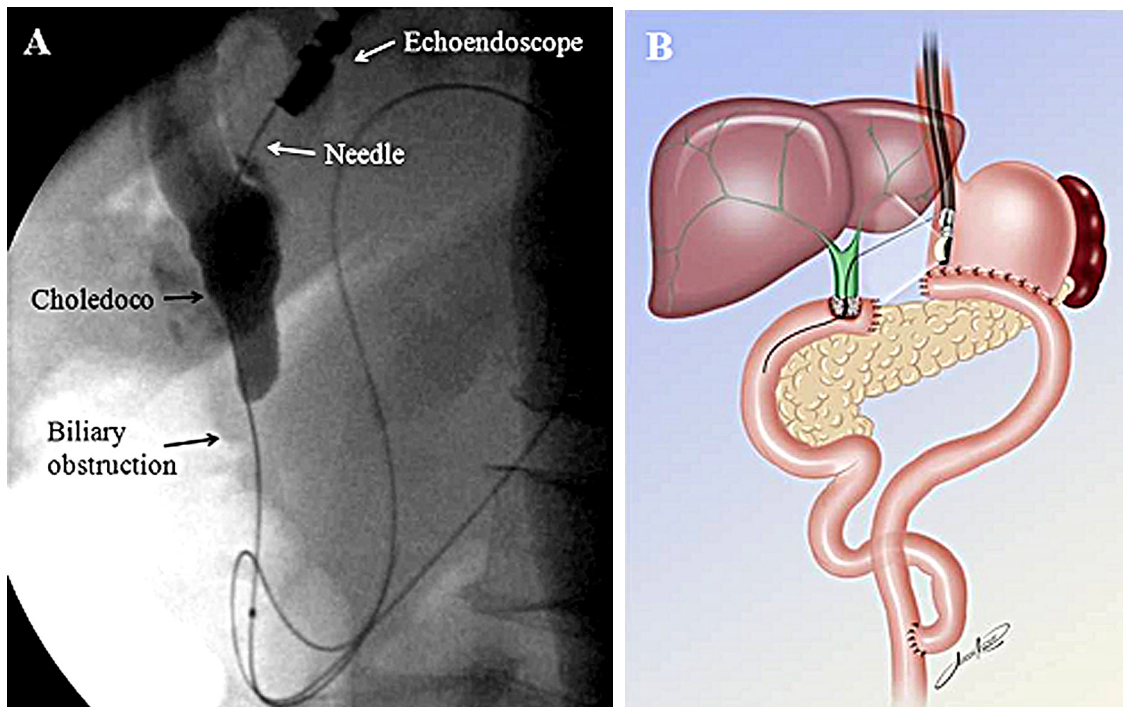 A
Echoendoscope
Needle
Choledoco
Biliary
obstruction
B